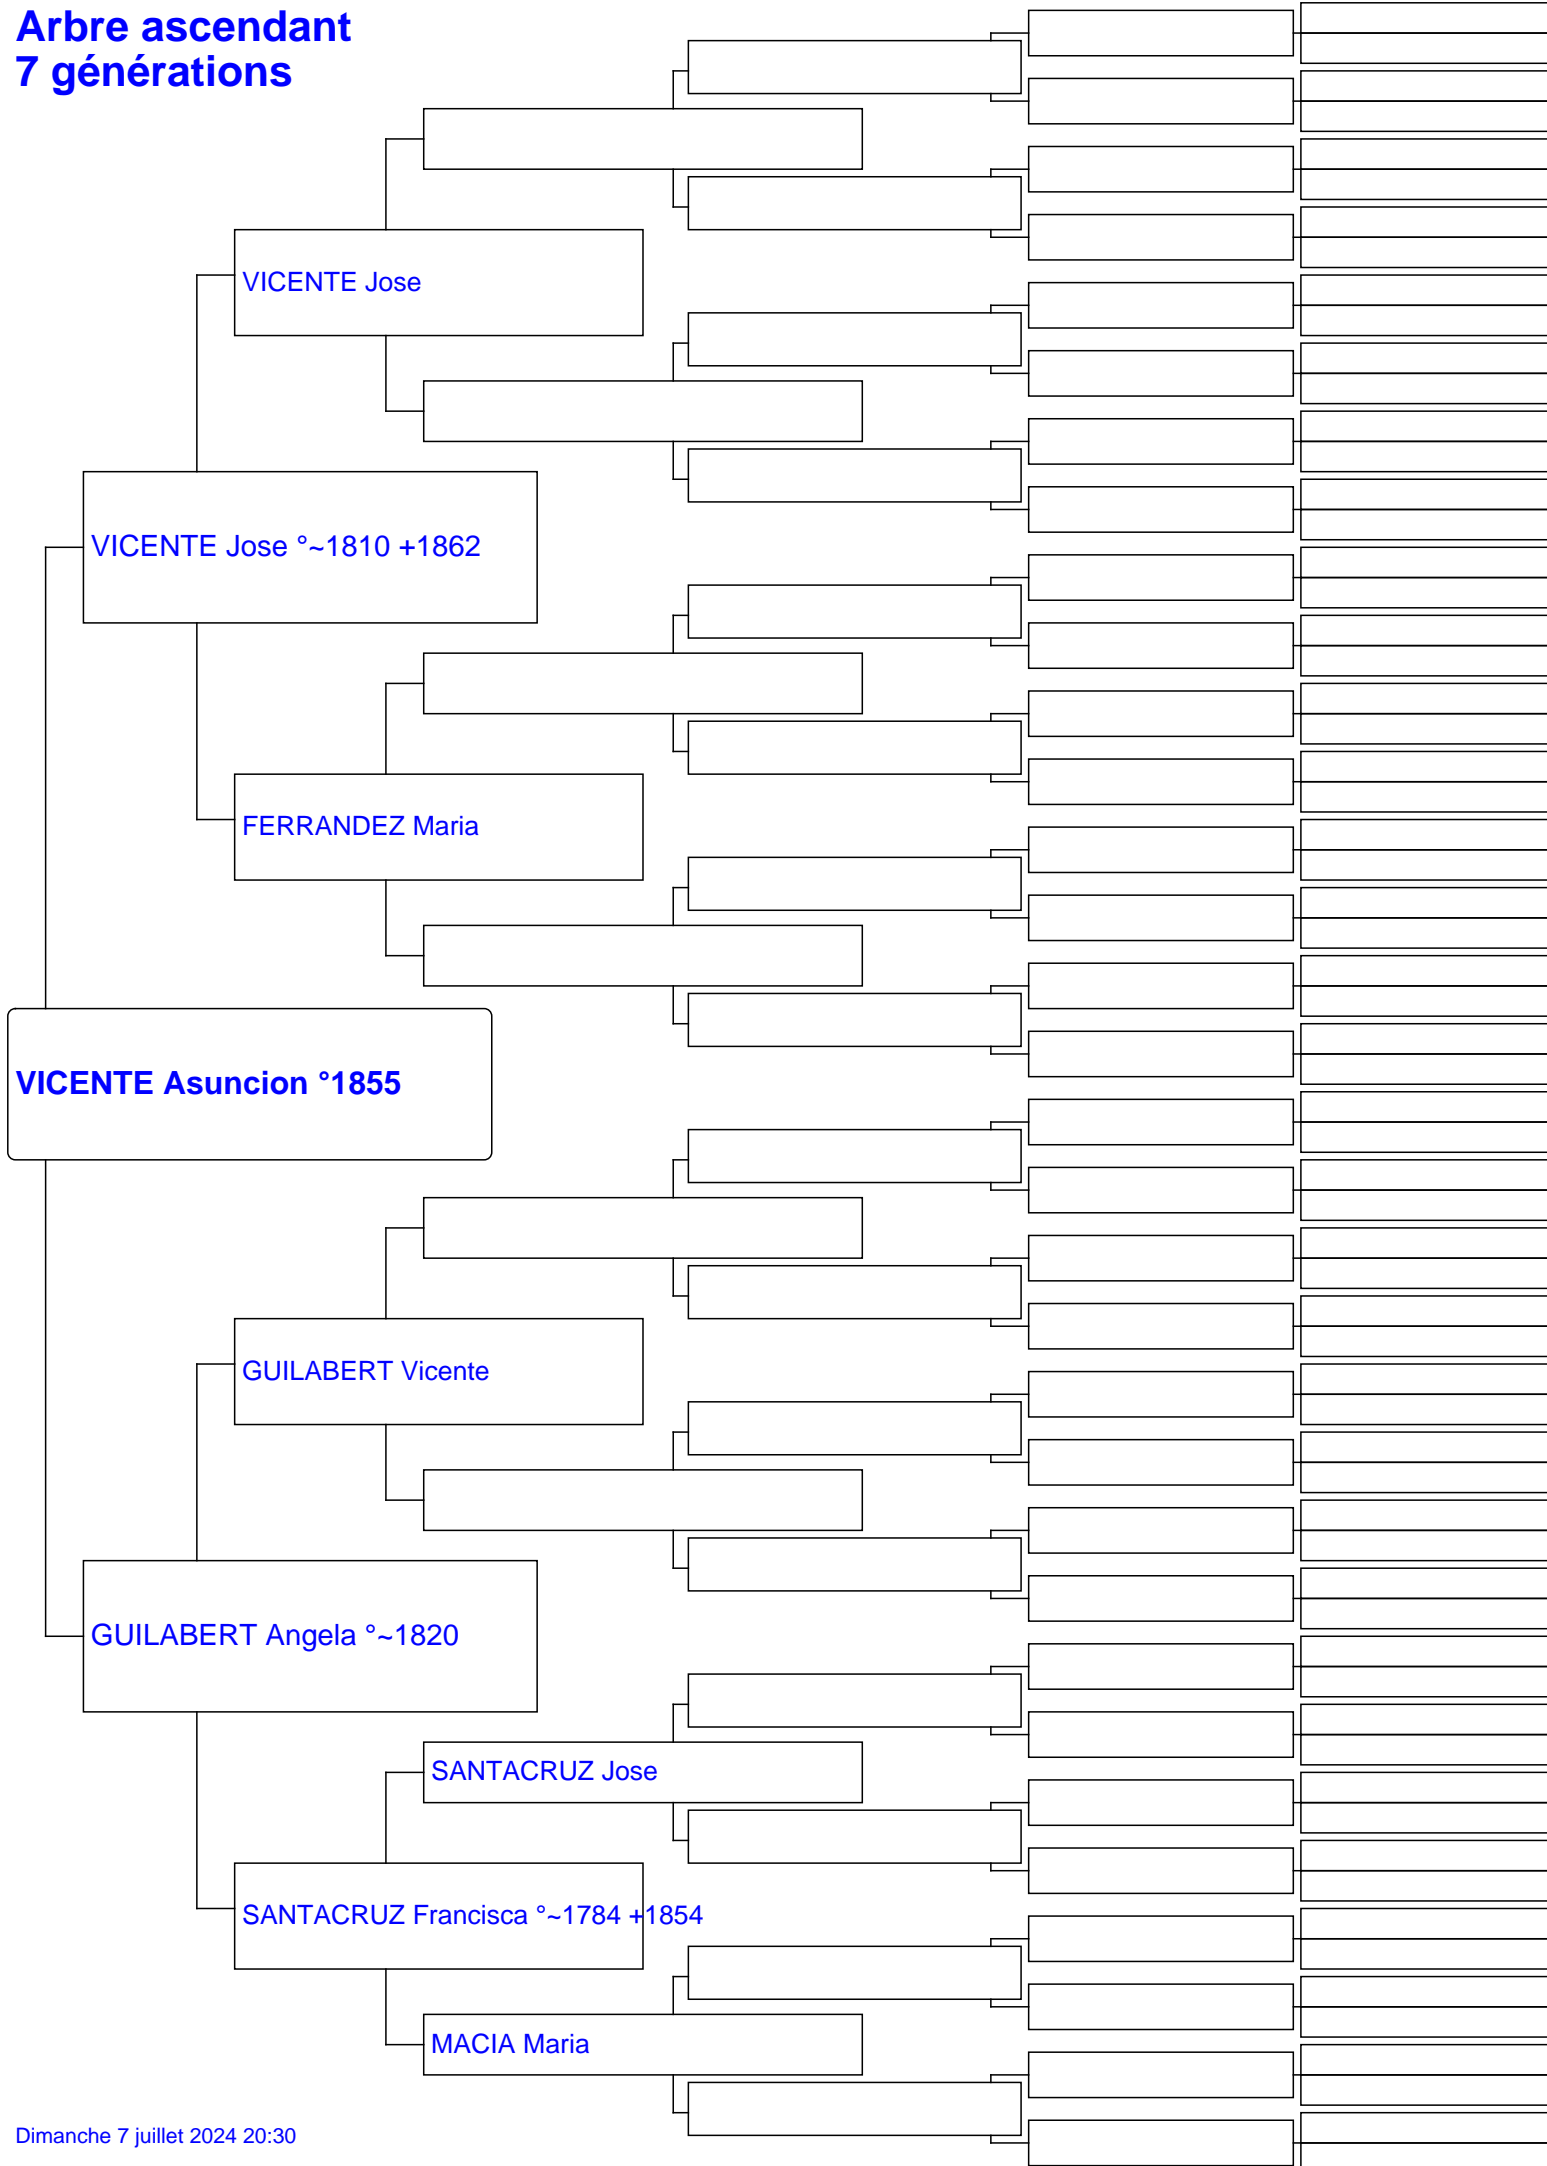 Arbre ascendant
7 générations
VICENTE Jose
VICENTE Jose °~1810 +1862
FERRANDEZ Maria
VICENTE Asuncion °1855
GUILABERT Vicente
GUILABERT Angela °~1820
SANTACRUZ Jose
SANTACRUZ Francisca °~1784 +1854
MACIA Maria
Dimanche 7 juillet 2024 20:30